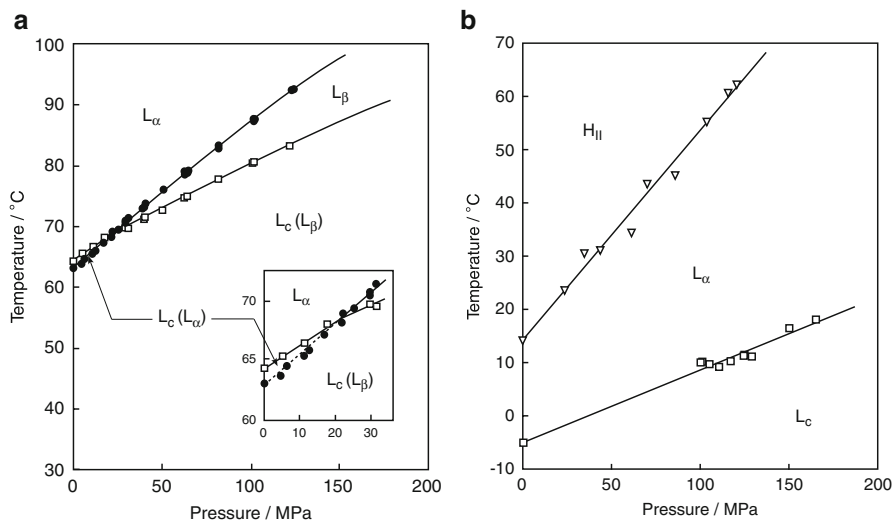 a
100
90
80
70
60
50
40
30
0
50
100
150
200
Temperature / °C
Pressure / MPa
Lα
Lβ
Lc (Lβ)
Lc (Lα)
70
65
60
0
10
20
30
Lα
Lc (Lβ)
b
70
60
50
40
30
20
10
0
-10
0
50
100
150
200
Temperature / °C
Pressure / MPa
HII
Lα
Lc